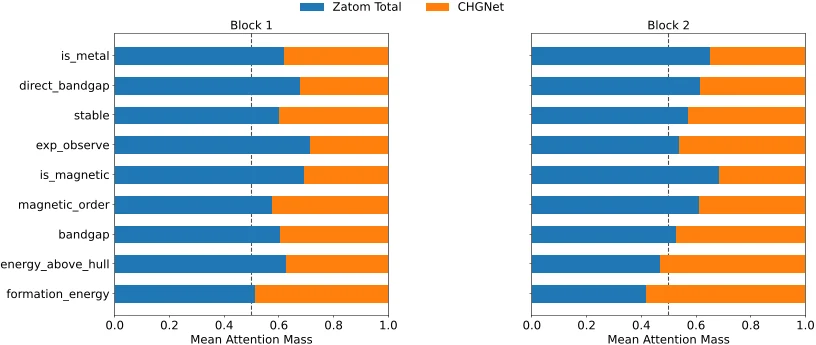 Zatom Total CHGNet
Block 1 Block 2
is_metal
direct_bandgap
stable
exp_observe
is_magnetic
magnetic_order
bandgap
energy_above_hull
formation_energy
0.0 0.2 0.4 0.6 0.8 1.0 0.0 0.2 0.4 0.6 0.8 1.0
Mean Attention Mass Mean Attention Mass